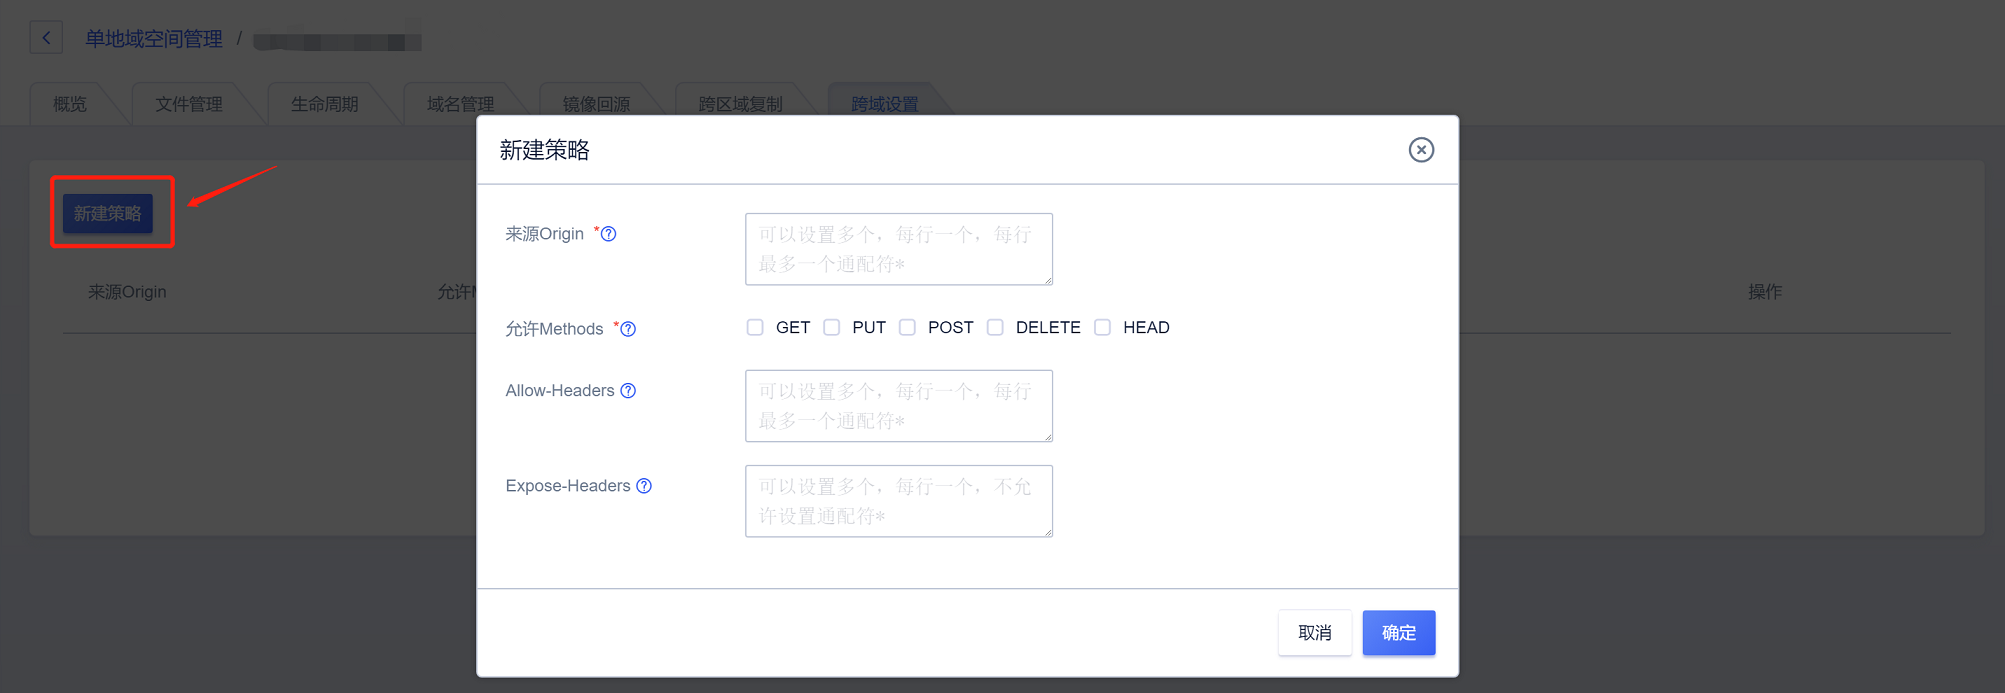 单地域空间管理 /
概览 文件管理 生命周期 域名管理 镜像回源 跨区域复制 跨域设置
新建策略
来源Origin 允许M 操作
新建策略
来源Origin *
可以设置多个，每行一个，每行
最多一个通配符*
允许Methods *
GET PUT POST DELETE HEAD
Allow-Headers
可以设置多个，每行一个，每行
最多一个通配符*
Expose-Headers
可以设置多个，每行一个，不允
许设置通配符*
取消 确定